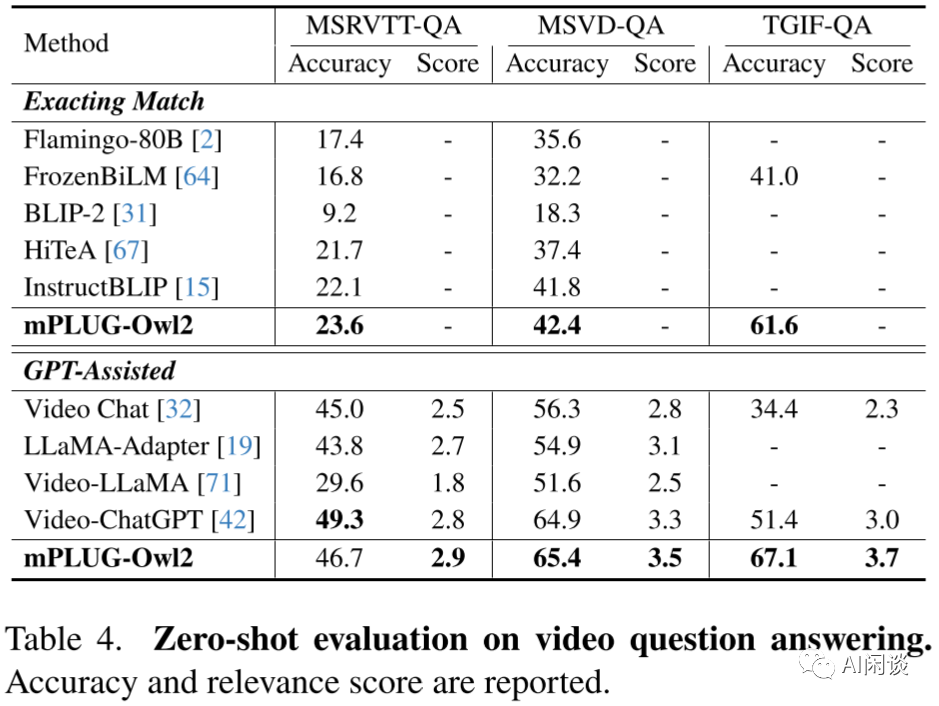 Method MSRVTT-QA MSVD-QA TGIF-QA
Accuracy Score Accuracy Score Accuracy Score
Exacting Match
Flamingo-80B [2] 17.4 - 35.6 - - -
FrozenBiLM [64] 16.8 - 32.2 - 41.0 -
BLIP-2 [31] 9.2 - 18.3 - - -
HiTeA [67] 21.7 - 37.4 - - -
InstructBLIP [15] 22.1 - 41.8 - - -
mPLUG-Owl2 23.6 - 42.4 - 61.6 -
GPT-Assisted
Video Chat [32] 45.0 2.5 56.3 2.8 34.4 2.3
LLaMA-Adapter [19] 43.8 2.7 54.9 3.1 - -
Video-LLaMA [71] 29.6 1.8 51.6 2.5 - -
Video-ChatGPT [42] 49.3 2.8 64.9 3.3 51.4 3.0
mPLUG-Owl2 46.7 2.9 65.4 3.5 67.1 3.7
Table 4. Zero-shot evaluation on video question answering.
Accuracy and relevance score are reported.
AI闲谈